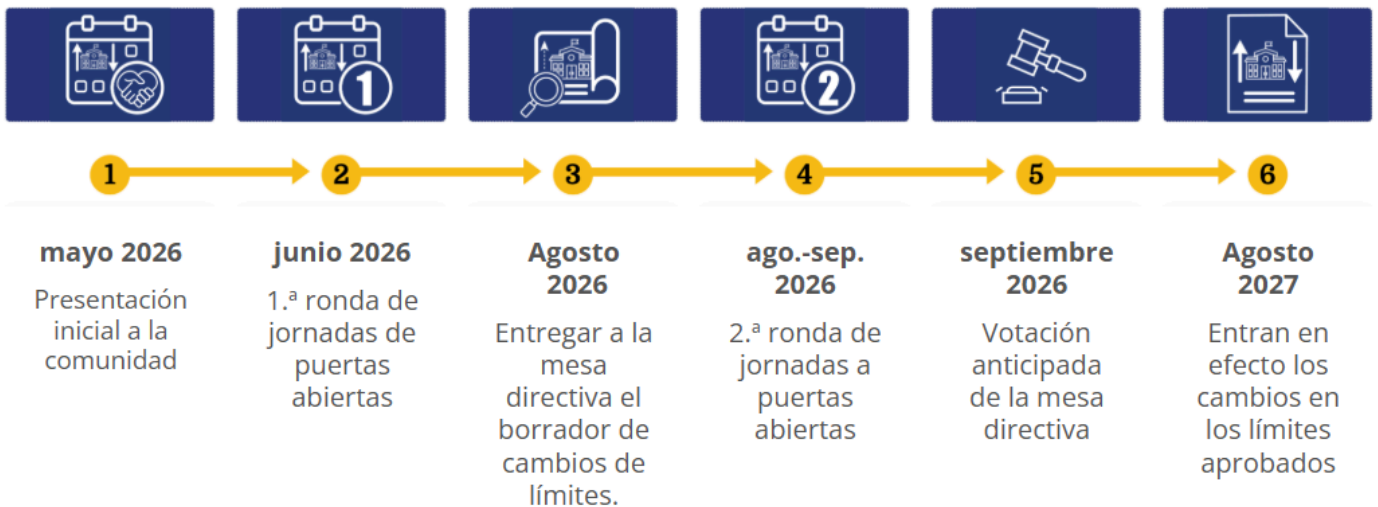 1
2
1
2
3
4
5
6
mayo 2026
Presentación
inicial a la
comunidad
junio 2026
1.ª ronda de
jornadas de
puertas
abiertas
Agosto
2026
Entregar a la
mesa
directiva el
borrador de
cambios de
límites.
ago.-sep.
2026
2.ª ronda de
jornadas a
puertas
abiertas
septiembre
2026
Votación
anticipada
de la mesa
directiva
Agosto
2027
Entran en
efecto los
cambios en
los límites
aprobados